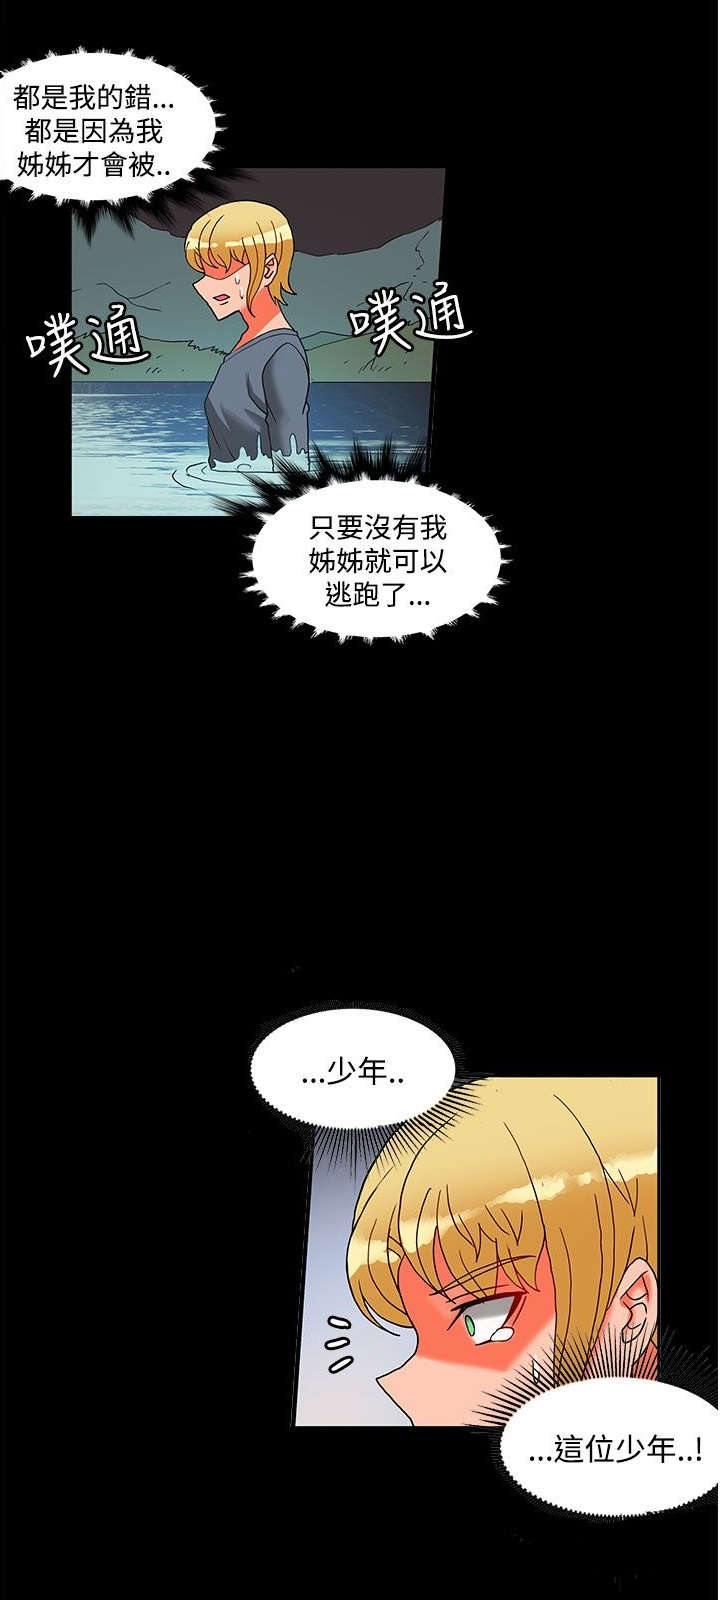 都是我的錯...
都是因為我
姊姊才會被..
噗通
噗通
只要沒有我
姊姊就可以
逃跑了...
...少年..
...這位少年..!